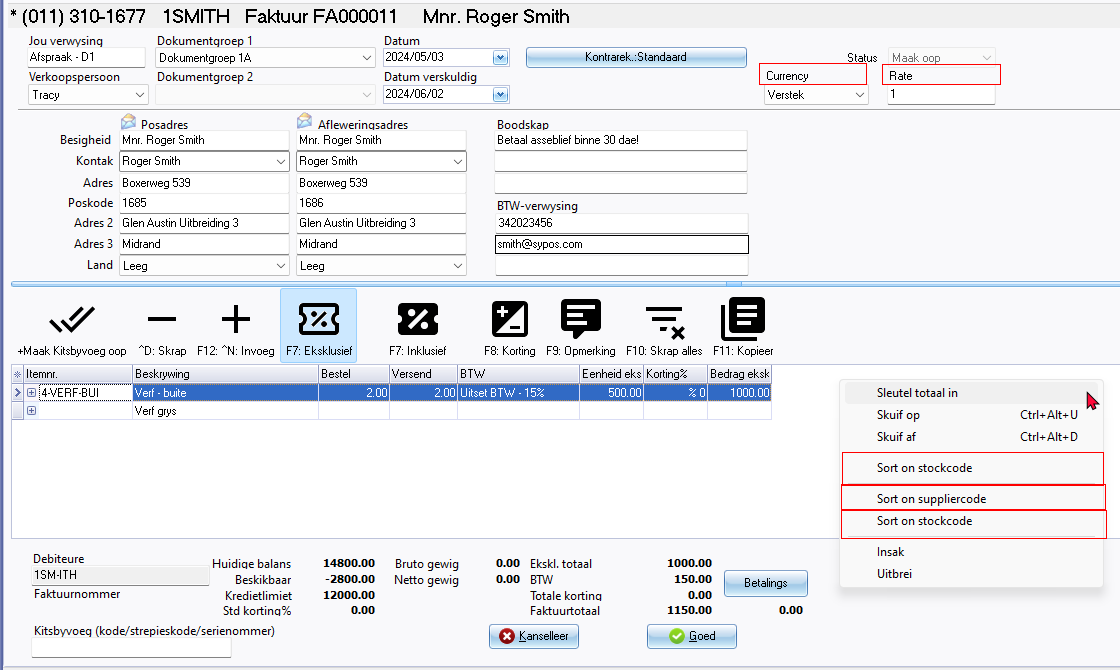 * (011) 310-1677 1SMITH Faktuur FA000011 Mnr. Roger Smith
Jou verwysing Dokumentgroep 1 Datum
Afspraak - D1 Dokumentgroep 1A 2024/05/03 Kontrarek.:Standaard Status Maak oop
Verkoopspersoon Dokumentgroep 2 Datum verskuldig Currency Rate
Tracy 2024/06/02 Verstek 1
Posadres Afleweringsadres Boodskap
Besigheid Mnr. Roger Smith Mnr. Roger Smith Betaal asseblief binne 30 dae!
Kontak Roger Smith Roger Smith
Adres Boxerweg 539 Boxerweg 539
Poskode 1685 1686 BTW-verwysing
Adres 2 Glen Austin Uitbreiding 3 Glen Austin Uitbreiding 3 342023456
Adres 3 Midrand Midrand smith@sypos.com
Land Leeg Leeg
+Maak Kitsbyvoeg oop ^D: Skrap F12: ^N: Invoeg F7: Eksklusief F7: Inklusief F8: Korting F9: Opmerking F10: Skrap alles F11: Kopieer
Itemnr. Beskrywing Bestel Versend BTW Eenheid eks Korting% Bedrag eksk
4-VERF-BUI Verf - buite 2.00 2.00 Uitset BTW - 15% 500.00 % 0 1000.00
Verf grys
Sleutel totaal in
Skuif op Ctrl+Alt+U
Skuif af Ctrl+Alt+D
Sort on stockcode
Sort on suppliercode
Sort on stockcode
Insak
Uitbrei
Debiteure Huidige balans 14800.00 Bruto gewig 0.00 Ekskl. totaal 1000.00
1SM-ITH Beskikbaar -2800.00 Netto gewig 0.00 BTW 150.00 Betalings
Faktuurnommer Kredietlimiet 12000.00 Totale korting 0.00
Std korting% 0.00 Faktuurtotaal 1150.00 0.00
Kitsbyvoeg (kode/strepieskode/serienommer) Kanselleer Goed